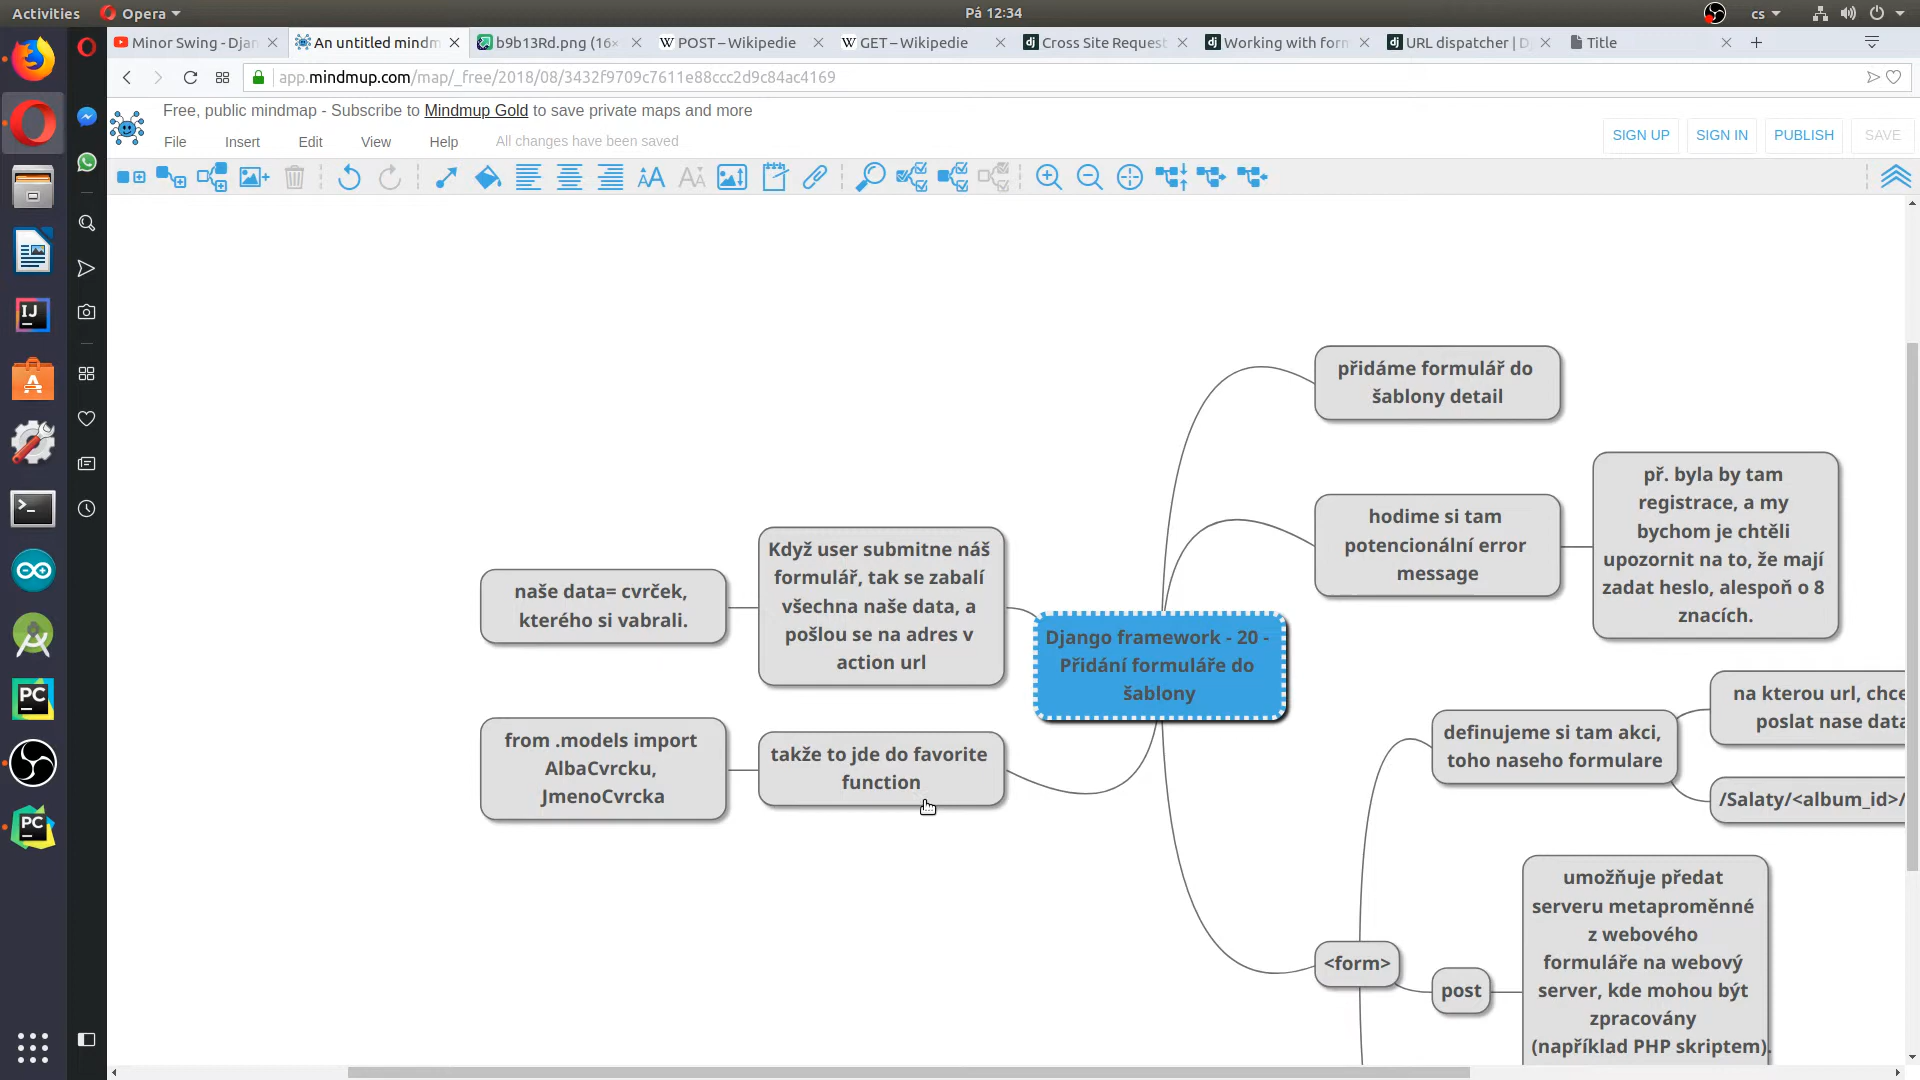 Activities
Opera
Pá 12:34
cs
Minor Swing - Djan
An untitled mindm
b9b13Rd.png (16×
POST – Wikipedie
GET – Wikipedie
Cross Site Request
Working with forn
URL dispatcher | D
Title
app.mindmup.com/map/_free/2018/08/3432f9709c7611e88ccc2d9c84ac4169
Free, public mindmap - Subscribe to Mindmup Gold to save private maps and more
File
Insert
Edit
View
Help
All changes have been saved
SIGN UP
SIGN IN
PUBLISH
SAVE
přidáme formulář do
šablony detail
hodime si tam
potencionální error
message
př. byla by tam
registrace, a my
bychom je chtěli
upozornit na to, že mají
zadat heslo, alespoň o 8
znacích.
Když user submitne náš
formulář, tak se zabalí
všechna naše data, a
pošlou se na adres v
action url
naše data= cvrček,
kterého si vabrali.
Django framework - 20 -
Přidání formuláře do
šablony
from .models import
AlbaCvrcku,
JmenoCvrcka
takže to jde do favorite
function
definujeme si tam akci,
toho naseho formulare
na kterou url, chce
poslat nase data
/Salaty/<album_id>/
<form>
post
umožňuje předat
serveru metaproměnné
z webového
formuláře na webový
server, kde mohou být
zpracovány
(například PHP skriptem).